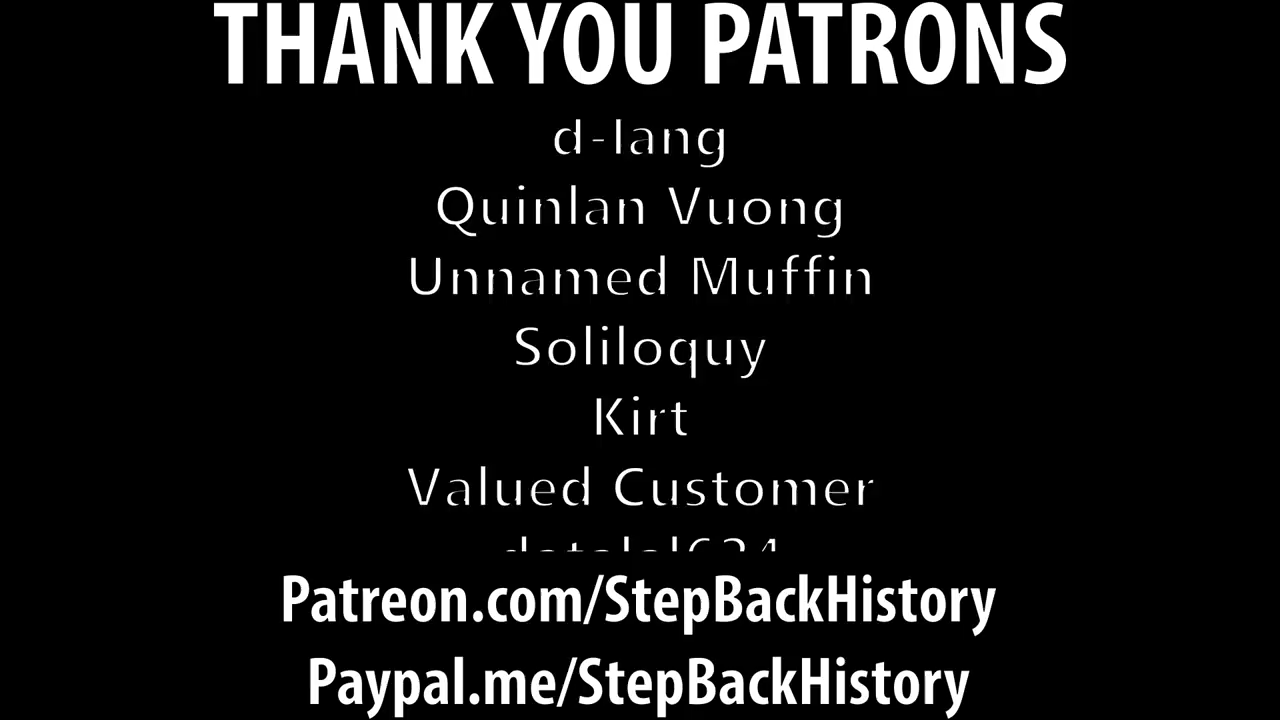 THANK YOU PATRONS
d-lang
Quinlan Vuong
Unnamed Muffin
Soliloquy
Kirt
Valued Customer
Patreon.com/StepBackHistory
Paypal.me/StepBackHistory